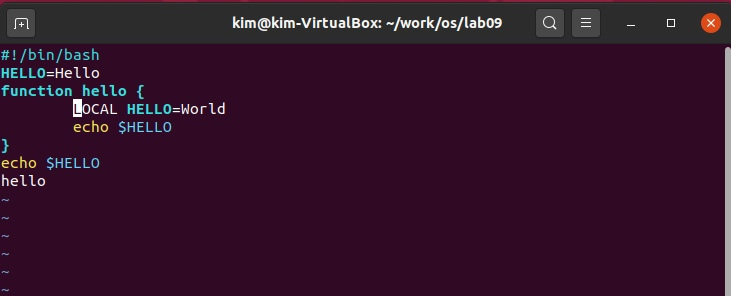 kim@kim-VirtualBox: ~/work/os/lab09
#!/bin/bash
HELLO=Hello
function hello {
        LOCAL HELLO=World
        echo $HELLO
}
echo $HELLO
hello
~
~
~
~
~
~